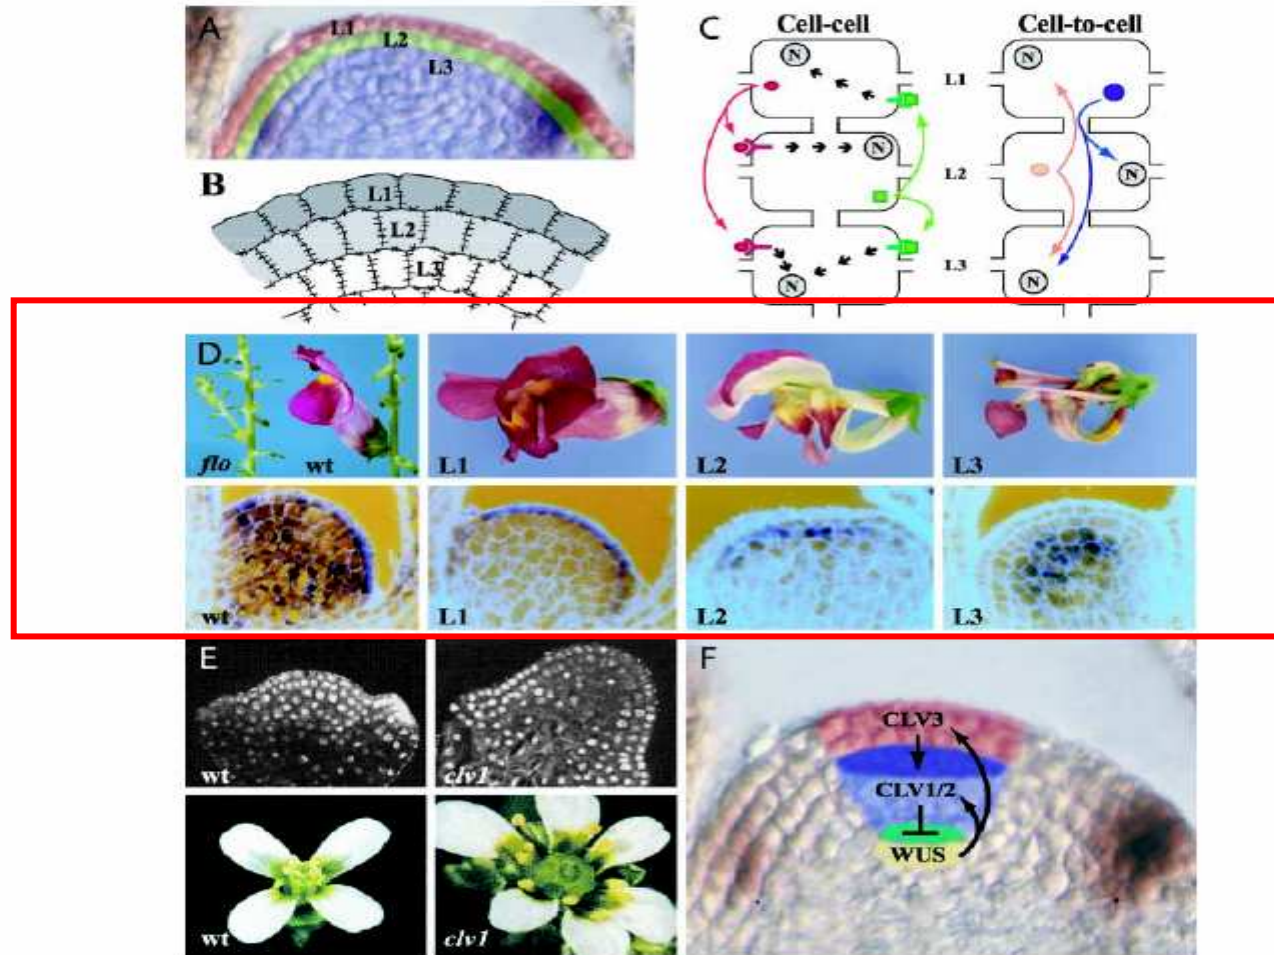 A
L1
L2
L3
B
L1
L2
L3
C
Cell-cell
Cell-to-cell
N
N
N
L1
L2
L3
N
N
N
D
flo
wt
L1
L2
L3
wt
L1
L2
L3
E
wt
clv1
wt
clv1
F
CLV3
CLV1/2
WUS